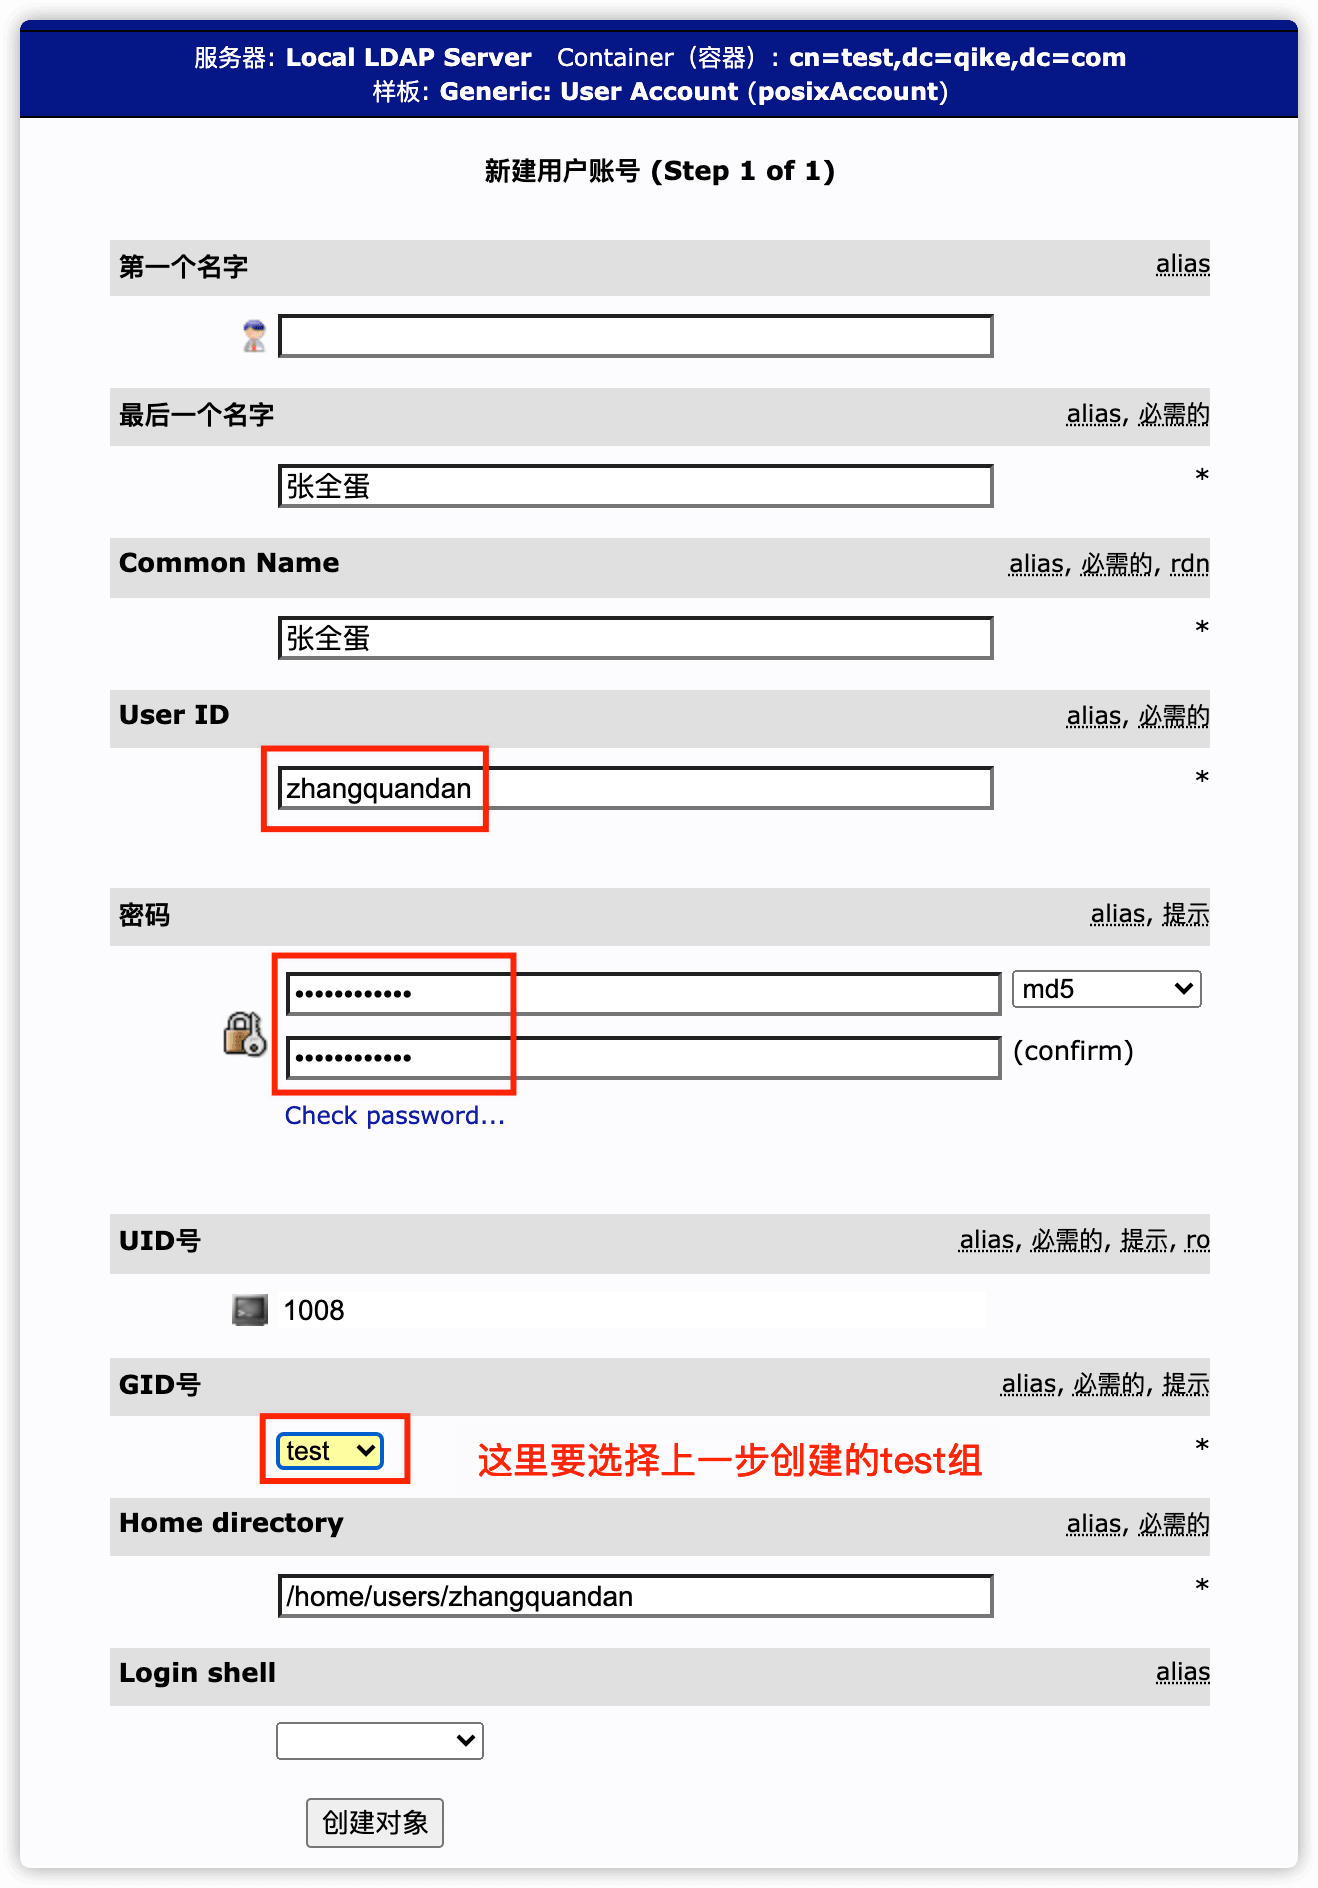 服务器: Local LDAP Server Container（容器）: cn=test,dc=qike,dc=com
样板: Generic: User Account (posixAccount)
新建用户账号 (Step 1 of 1)
第一个名字 alias
最后一个名字 alias, 必需的
张全蛋 *
Common Name alias, 必需的, rdn
张全蛋 *
User ID alias, 必需的
zhangquandan *
密码 alias, 提示
•••••••••••• md5
•••••••••••• (confirm)
Check password...
UID号 alias, 必需的, 提示, ro
1008
GID号 alias, 必需的, 提示
test 这里要选择上一步创建的test组 *
Home directory alias, 必需的
/home/users/zhangquandan *
Login shell alias
创建对象